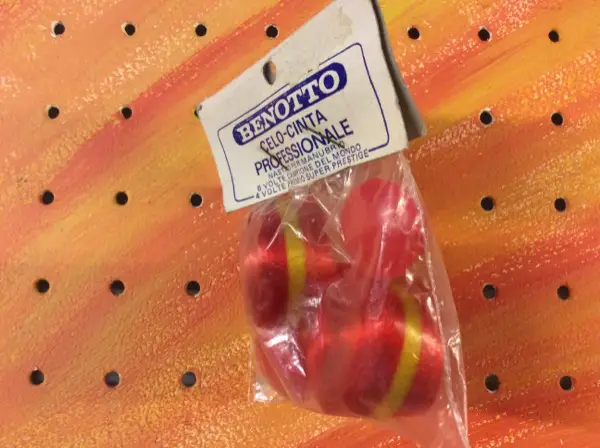 BENOTTO
CELO-CINTA
PROFESSIONALE
NASTRO PER MANUBRIO
6 VOLTE CAMPIONE DEL MONDO
4 VOLTE PREMIO SUPER PRESTIGE